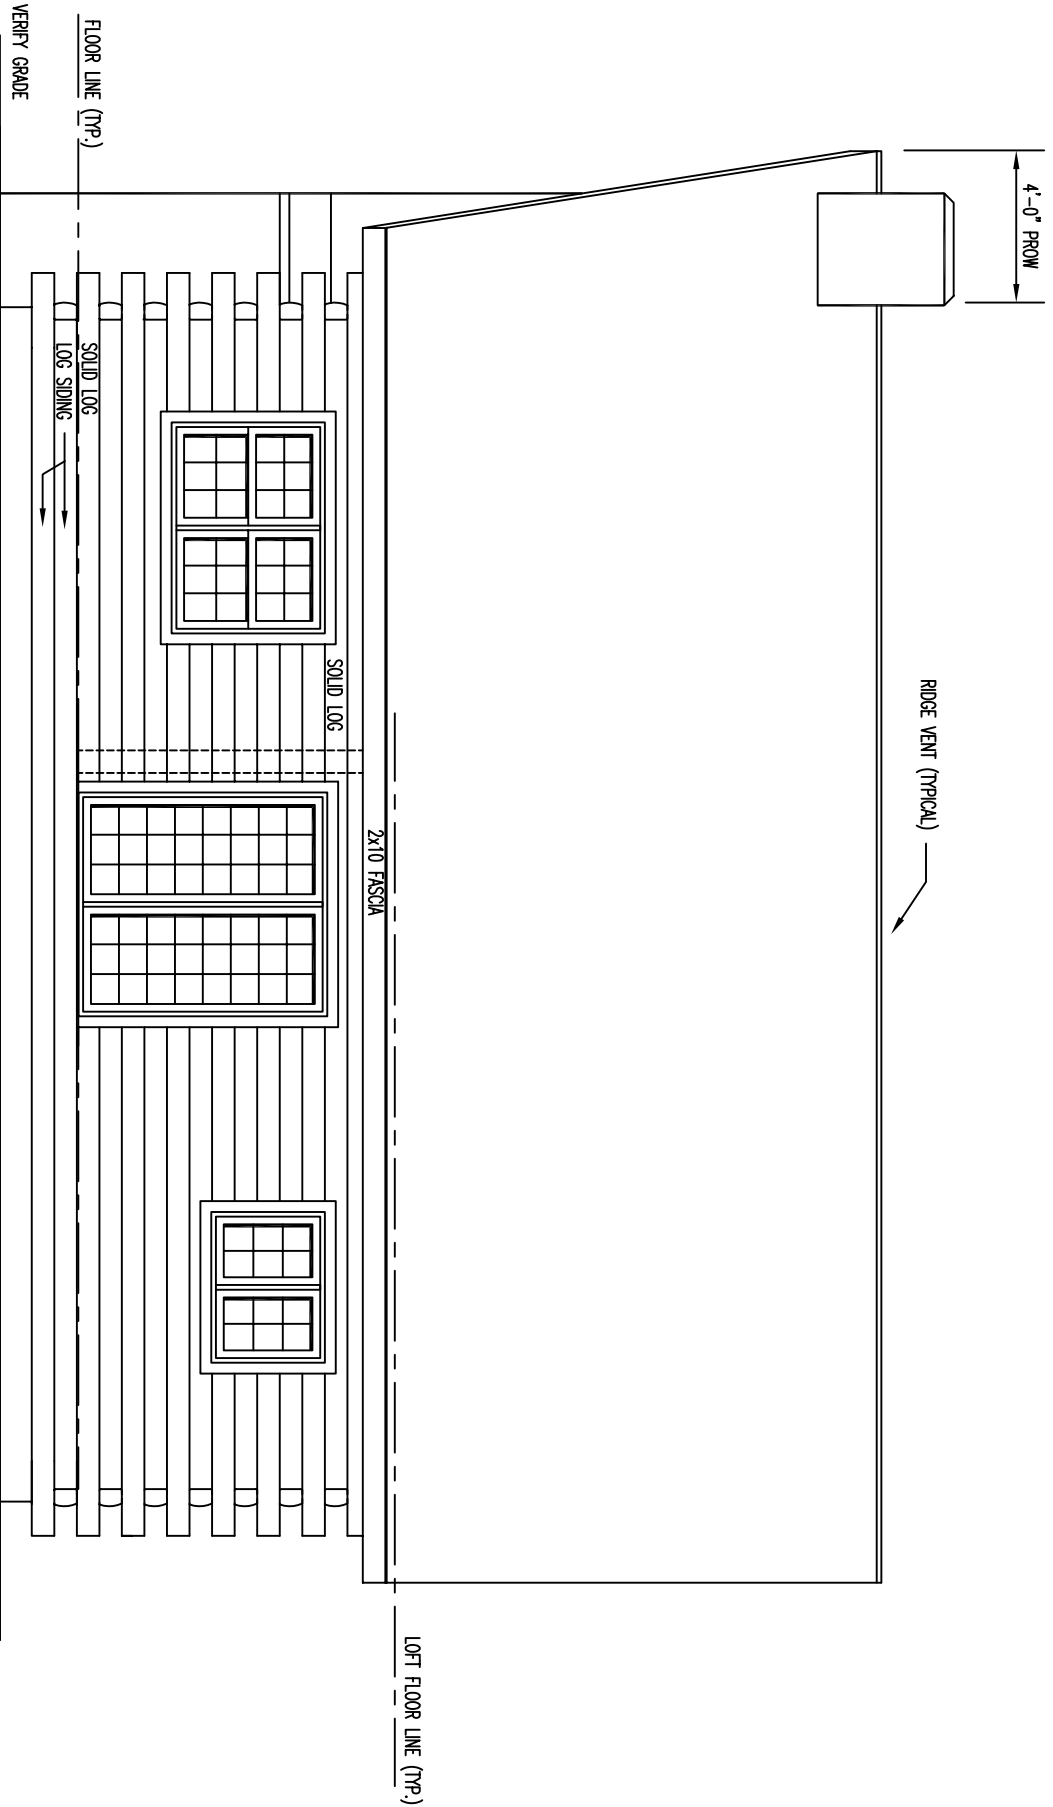 4'-0" PROW
RIDGE VENT (TYPICAL)
LOFT FLOOR LINE (TYP.)
2x10 FASCIA
SOLID LOG
FLOOR LINE (TYP.)
SOLID LOG
LOG SIDING
VERIFY GRADE